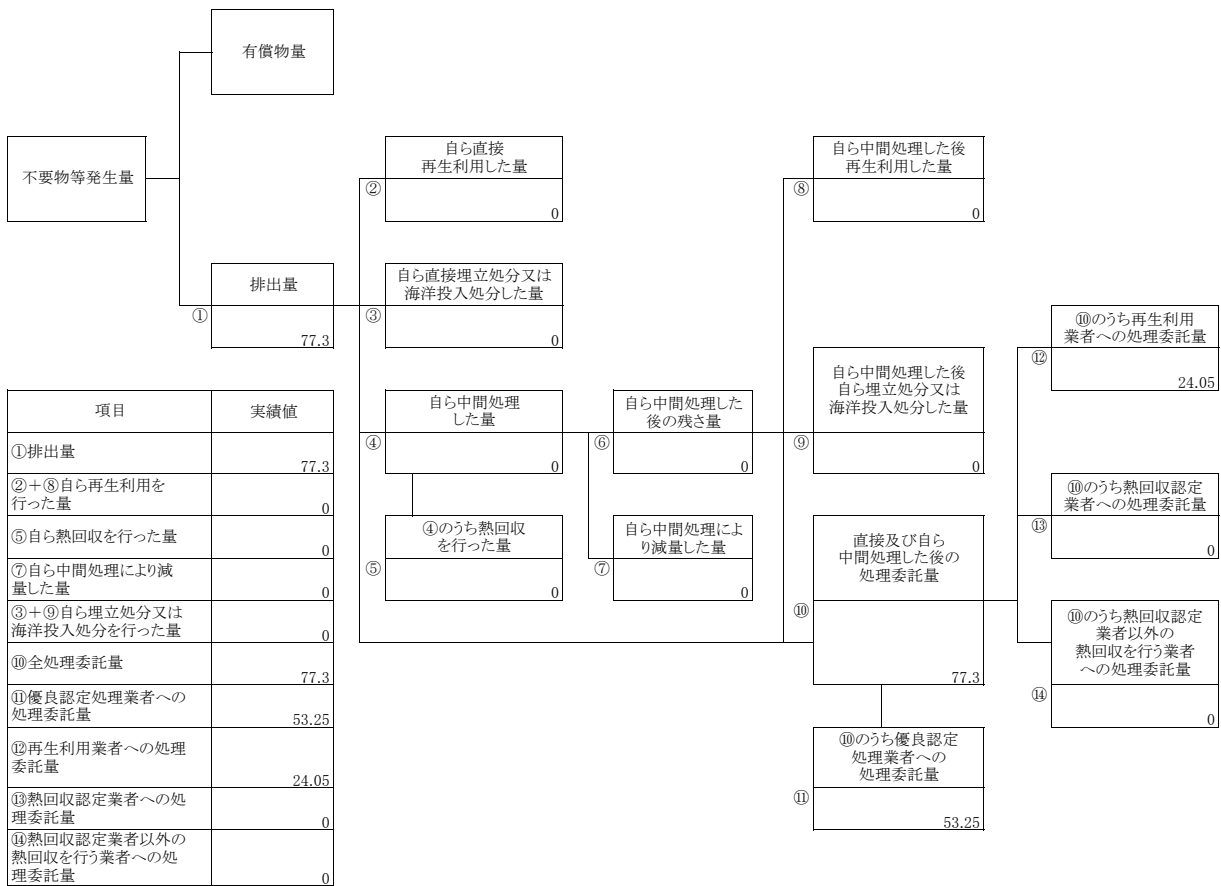 有償物量
不要物等発生量
自ら直接
再生利用した量
②
0
自ら中間処理した後
再生利用した量
⑧
0
排出量
①
77.3
自ら直接埋立処分又は
海洋投入処分した量
③
0
⑩のうち再生利用
業者への処理委託量
⑫
24.05
自ら中間処理
した量
④
0
自ら中間処理した
後の残さ量
⑥
0
自ら中間処理した後
自ら埋立処分又は
海洋投入処分した量
⑨
0
⑩のうち熱回収認定
業者への処理委託量
⑬
0
④のうち熱回収
を行った量
⑤
0
自ら中間処理によ
り減量した量
⑦
0
直接及び自ら
中間処理した後の
処理委託量
⑩
77.3
⑩のうち熱回収認定
業者以外の
熱回収を行う業者
への処理委託量
⑭
0
⑩のうち優良認定
処理業者への
処理委託量
⑪
53.25
項目 実績値
①排出量
77.3
②＋⑧自ら再生利用を
行った量
0
⑤自ら熱回収を行った量
0
⑦自ら中間処理により減
量した量
0
③＋⑨自ら埋立処分又は
海洋投入処分を行った量
0
⑩全処理委託量
77.3
⑪優良認定処理業者への
処理委託量
53.25
⑫再生利用業者への処理
委託量
24.05
⑬熱回収認定業者への処
理委託量
0
⑭熱回収認定業者以外の
熱回収を行う業者への処
理委託量
0